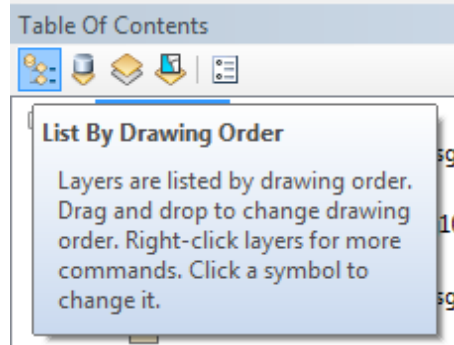 Table Of Contents
List By Drawing Order
Layers are listed by drawing order.
Drag and drop to change drawing
order. Right-click layers for more
commands. Click a symbol to
change it.